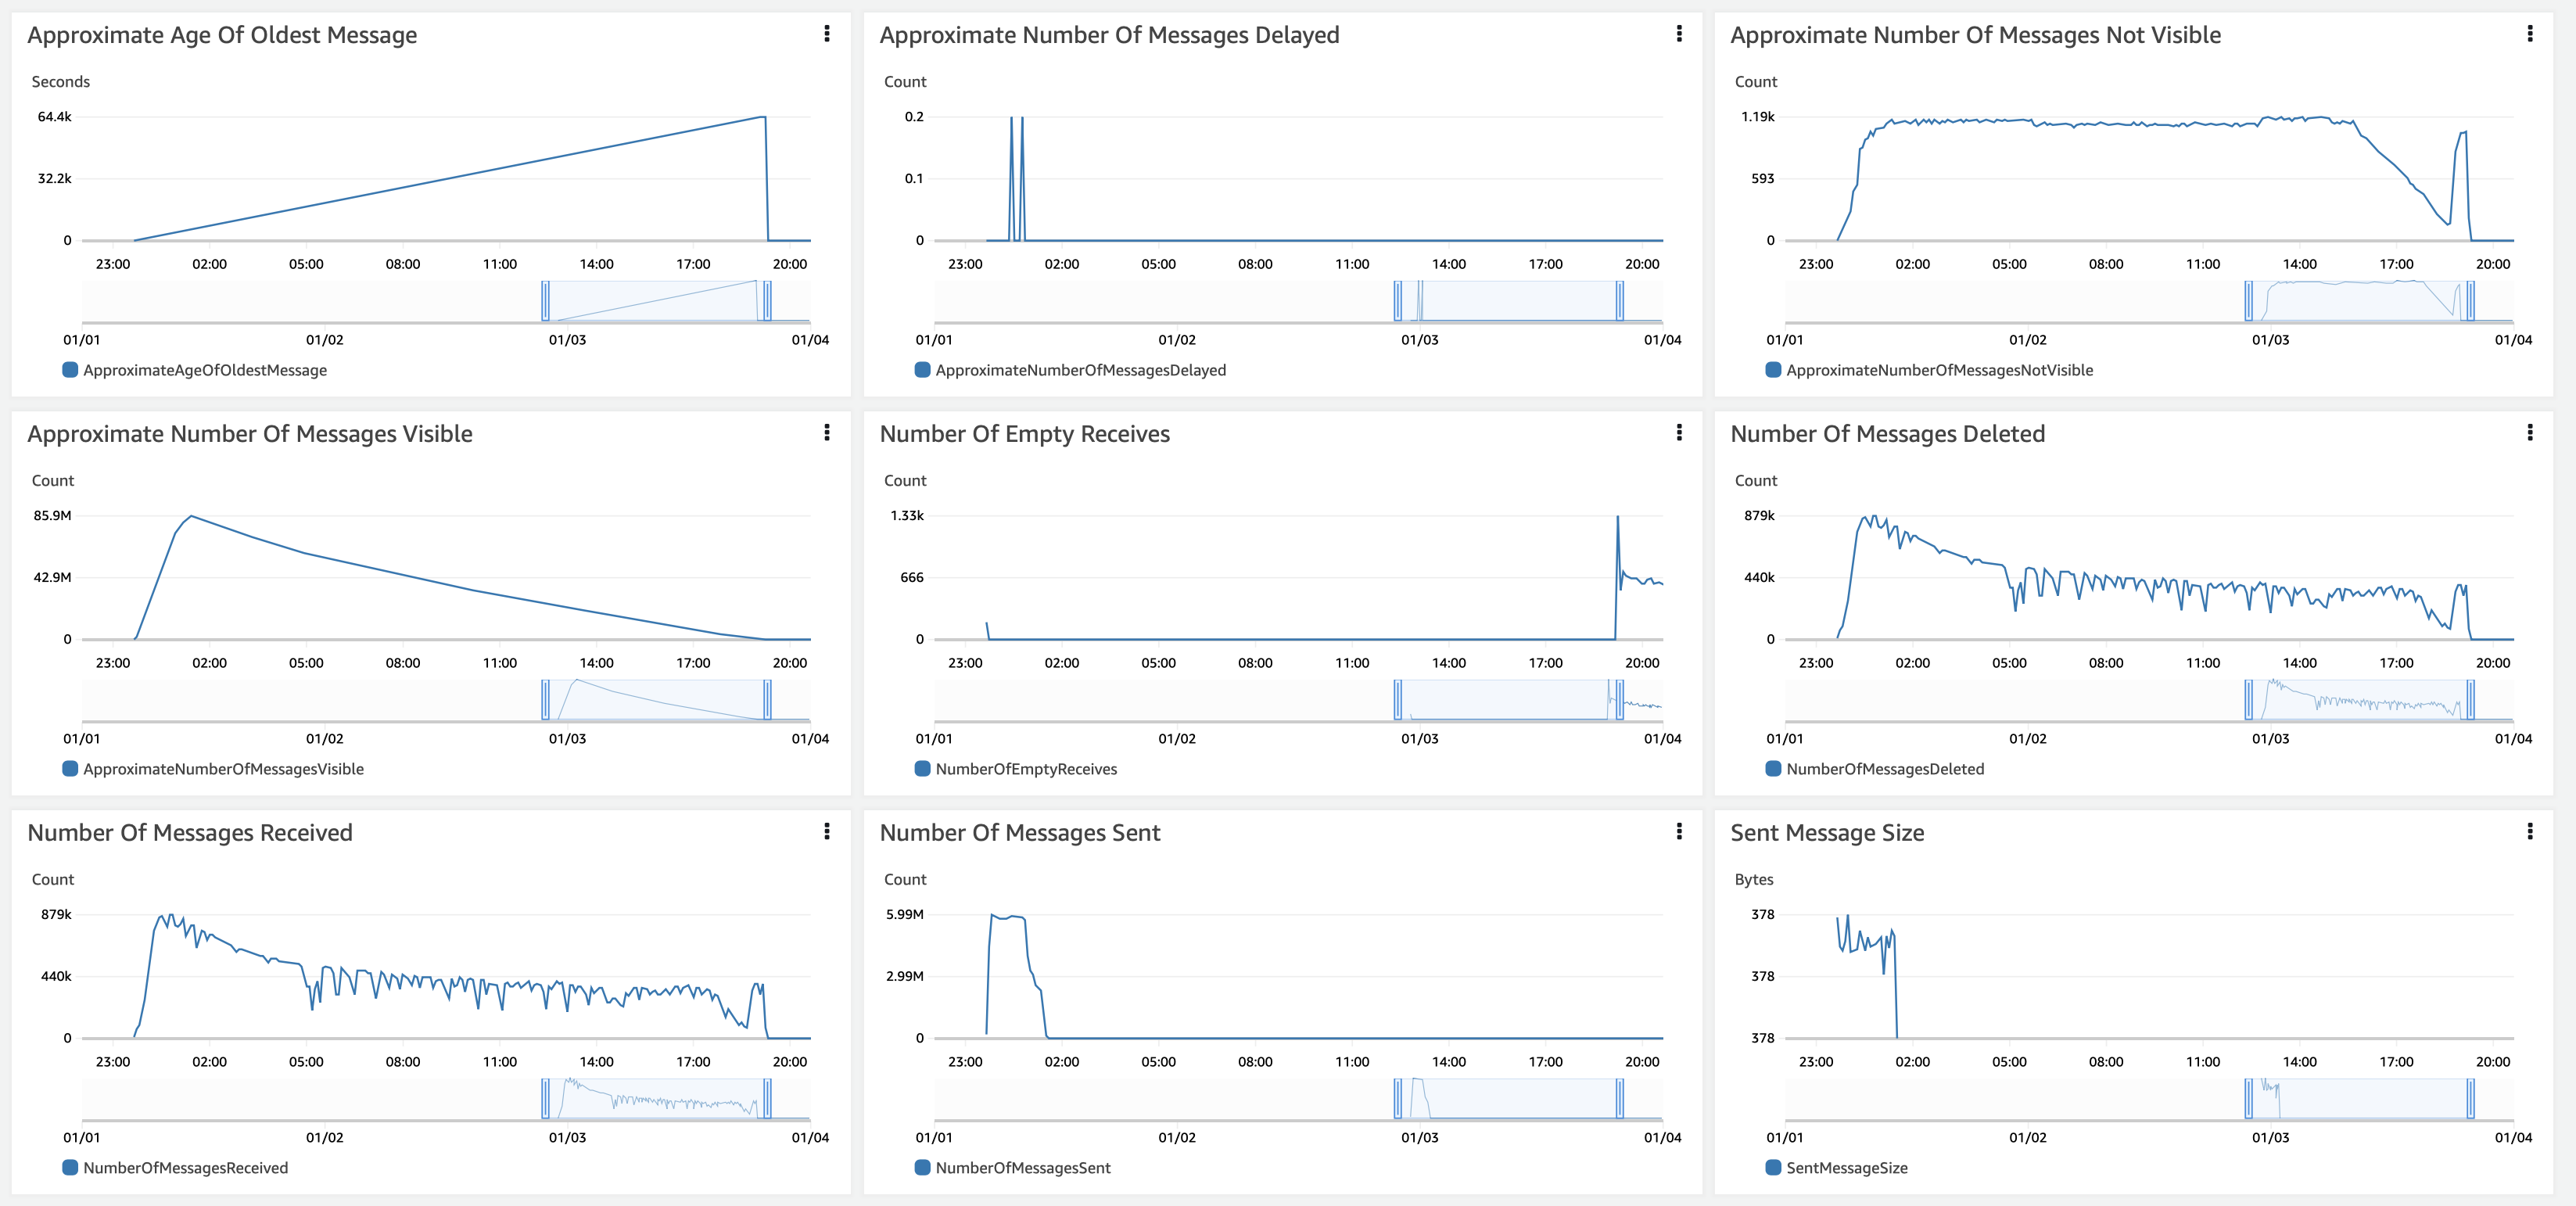 Approximate Age Of Oldest Message
Seconds
64.4k
32.2k
0
23:00 02:00 05:00 08:00 11:00 14:00 17:00 20:00
01/01 01/02 01/03 01/04
ApproximateAgeOfOldestMessage
Approximate Number Of Messages Delayed
Count
0.2
0.1
0
23:00 02:00 05:00 08:00 11:00 14:00 17:00 20:00
01/01 01/02 01/03 01/04
ApproximateNumberOfMessagesDelayed
Approximate Number Of Messages Not Visible
Count
1.19k
593
0
23:00 02:00 05:00 08:00 11:00 14:00 17:00 20:00
01/01 01/02 01/03 01/04
ApproximateNumberOfMessagesNotVisible
Approximate Number Of Messages Visible
Count
85.9M
42.9M
0
23:00 02:00 05:00 08:00 11:00 14:00 17:00 20:00
01/01 01/02 01/03 01/04
ApproximateNumberOfMessagesVisible
Number Of Empty Receives
Count
1.33k
666
0
23:00 02:00 05:00 08:00 11:00 14:00 17:00 20:00
01/01 01/02 01/03 01/04
NumberOfEmptyReceives
Number Of Messages Deleted
Count
879k
440k
0
23:00 02:00 05:00 08:00 11:00 14:00 17:00 20:00
01/01 01/02 01/03 01/04
NumberOfMessagesDeleted
Number Of Messages Received
Count
879k
440k
0
23:00 02:00 05:00 08:00 11:00 14:00 17:00 20:00
01/01 01/02 01/03 01/04
NumberOfMessagesReceived
Number Of Messages Sent
Count
5.99M
2.99M
0
23:00 02:00 05:00 08:00 11:00 14:00 17:00 20:00
01/01 01/02 01/03 01/04
NumberOfMessagesSent
Sent Message Size
Bytes
378
378
378
23:00 02:00 05:00 08:00 11:00 14:00 17:00 20:00
01/01 01/02 01/03 01/04
SentMessageSize